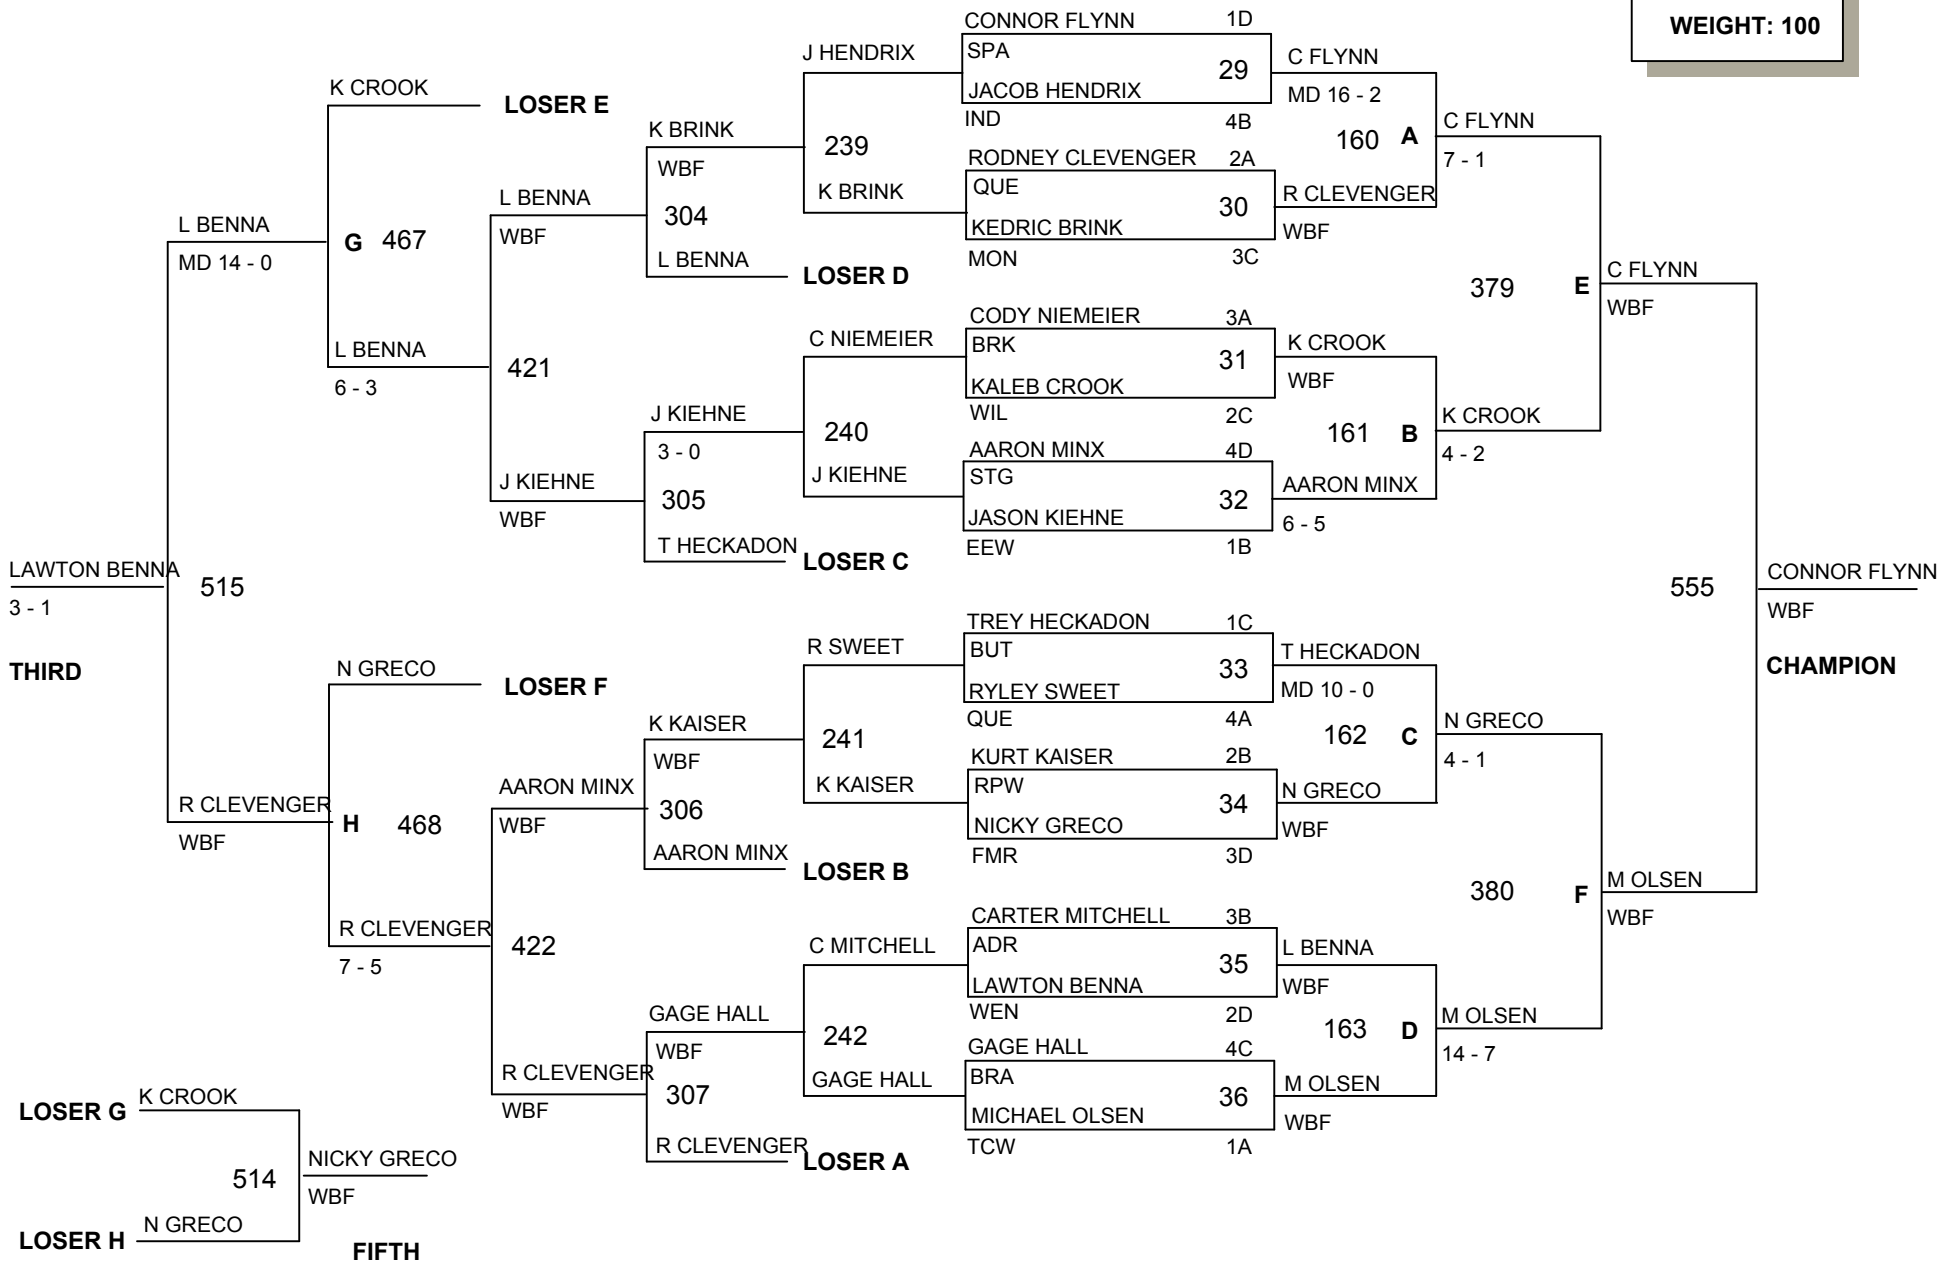 WEIGHT: 100
CONNOR FLYNN 1D
SPA
29
JACOB HENDRIX
IND 4B
RODNEY CLEVENGER 2A
QUE
30
KEDRIC BRINK
MON 3C
CODY NIEMEIER 3A
BRK
31
KALEB CROOK
WIL 2C
AARON MINX 4D
STG
32
JASON KIEHNE
EEW 1B
TREY HECKADON 1C
BUT
33
RYLEY SWEET
QUE 4A
KURT KAISER 2B
RPW
34
NICKY GRECO
FMR 3D
CARTER MITCHELL 3B
ADR
35
LAWTON BENNA
WEN 2D
GAGE HALL 4C
BRA
36
MICHAEL OLSEN
TCW 1A
C FLYNN
MD 16 - 2
160 A
R CLEVENGER
WBF
K CROOK
WBF
161 B
AARON MINX
6 - 5
T HECKADON
MD 10 - 0
162 C
N GRECO
WBF
L BENNA
WBF
163 D
M OLSEN
WBF
C FLYNN
7 - 1
379 E
K CROOK
4 - 2
N GRECO
4 - 1
380 F
M OLSEN
14 - 7
C FLYNN
WBF
555
M OLSEN
WBF
CONNOR FLYNN
WBF
CHAMPION
J HENDRIX
239
K BRINK
C NIEMEIER
240
J KIEHNE
R SWEET
241
K KAISER
C MITCHELL
242
GAGE HALL
K BRINK
WBF
304
L BENNA
LOSER D
J KIEHNE
3 - 0
305
T HECKADON
LOSER C
K KAISER
WBF
306
AARON MINX
LOSER B
GAGE HALL
WBF
307
R CLEVENGER
LOSER A
L BENNA
WBF
421
J KIEHNE
WBF
AARON MINX
WBF
422
R CLEVENGER
WBF
K CROOK
LOSER E
G 467
L BENNA
6 - 3
N GRECO
LOSER F
H 468
R CLEVENGER
7 - 5
L BENNA
MD 14 - 0
515
R CLEVENGER
WBF
LAWTON BENNA
3 - 1
THIRD
LOSER G K CROOK
514
LOSER H N GRECO
NICKY GRECO
WBF
FIFTH